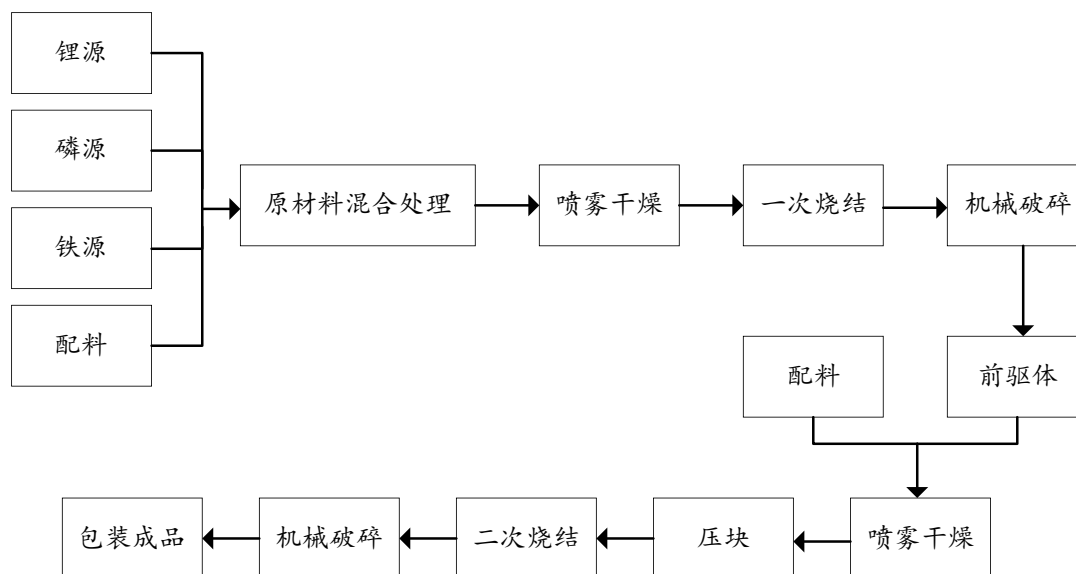 锂源
磷源
铁源
配料
原材料混合处理
喷雾干燥
一次烧结
机械破碎
配料
前驱体
喷雾干燥
压块
二次烧结
机械破碎
包装成品